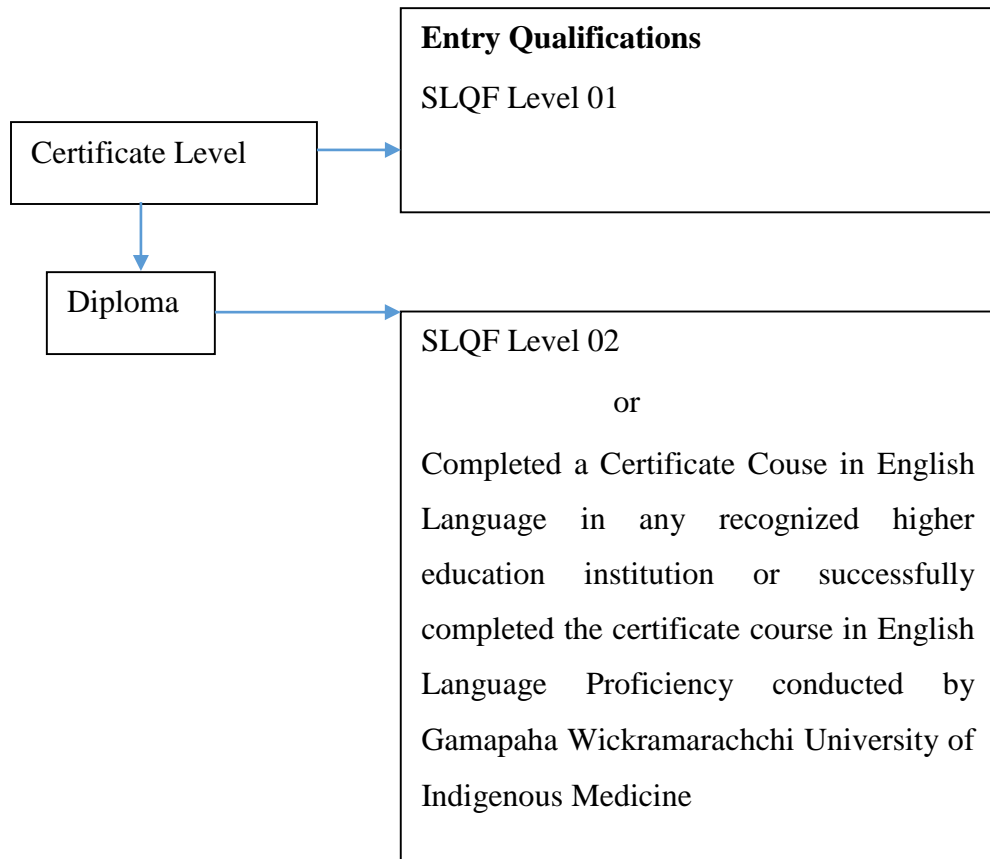 Entry Qualifications
SLQF Level 01
Certificate Level
Diploma
SLQF Level 02
or
Completed a Certificate Couse in English
Language in any recognized higher
education institution or successfully
completed the certificate course in English
Language Proficiency conducted by
Gamapaha Wickramarachchi University of
Indigenous Medicine